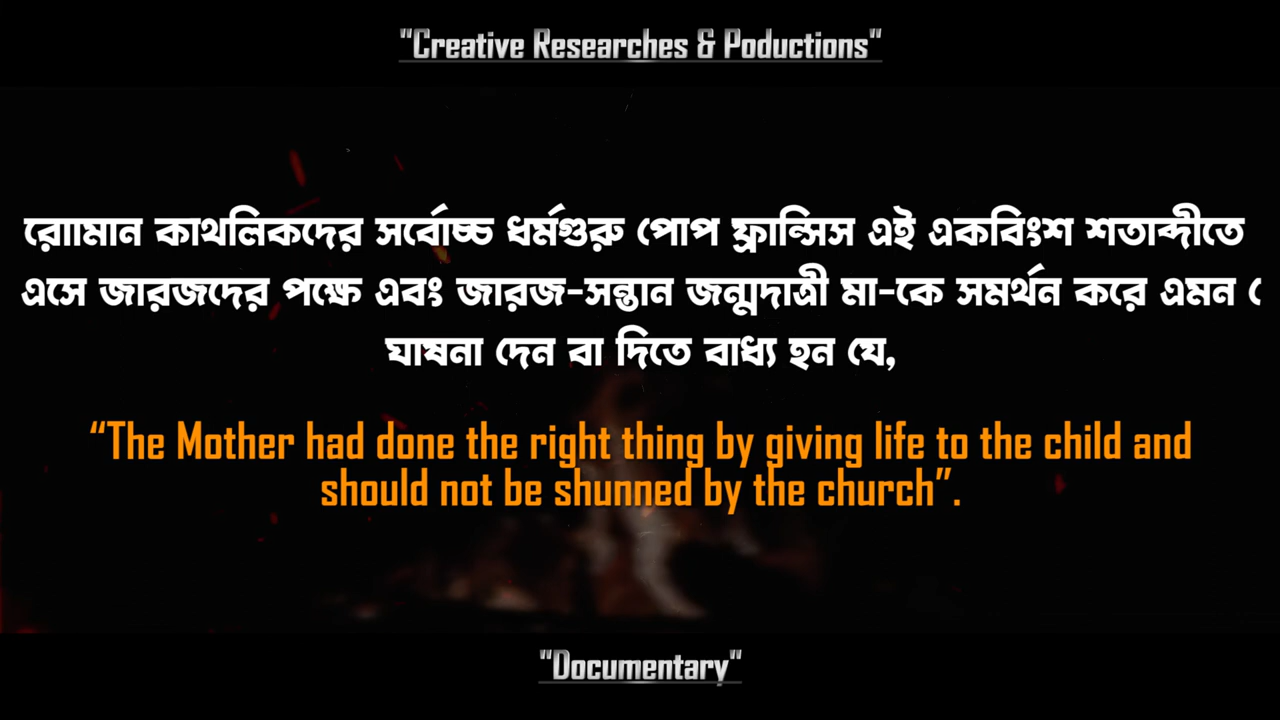 "Creative Researches & Poductions"
রোামান কাথলিকদের সর্বোচ্চ ধর্মগুরু পোপ ফ্রান্সিস এই একবিংশ শতাব্দীতে
এসে জারজদের পক্ষে এবং জারজ-সন্তান জন্মদাত্রী মা-কে সমর্থন করে এমন ে
ঘাষনা দেন বা দিতে বাধ্য হন যে,
“The Mother had done the right thing by giving life to the child and
should not be shunned by the church”.
"Documentary"